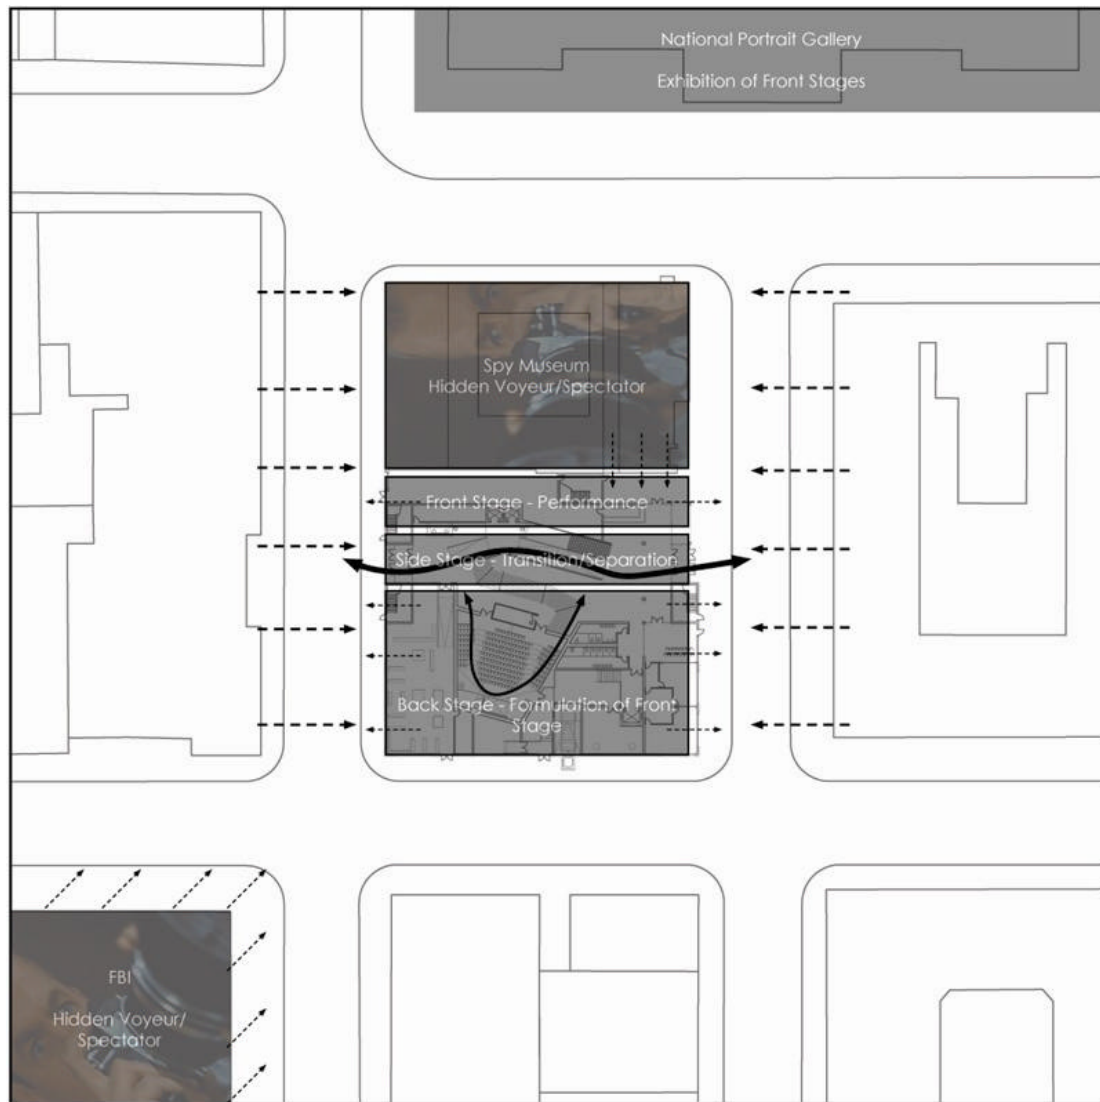 National Portrait Gallery
Exhibition of Front Stages
Spy Museum
Hidden Voyeur/Spectator
Front Stage - Performance
Side Stage - Transition/Separation
Back Stage - Formulation of Front
Stage
FBI
Hidden Voyeur/
Spectator